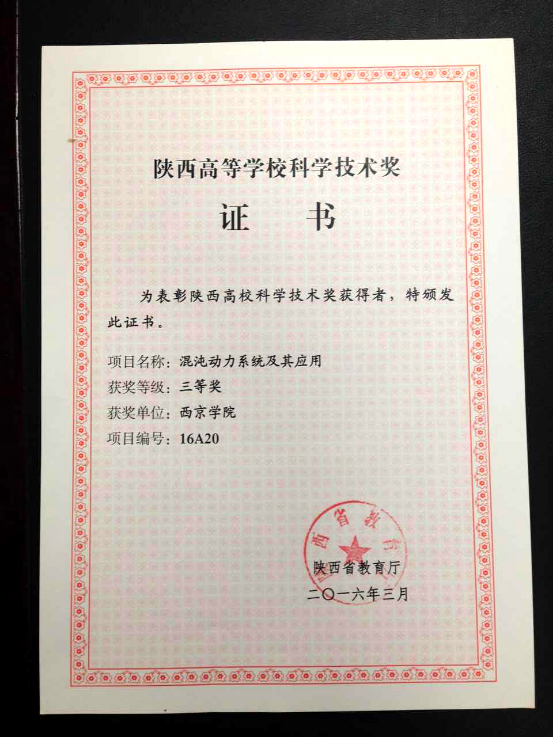 陕西高等学校科学技术奖
证 书
为表彰陕西高校科学技术奖获得者，特颁发
此证书。
项目名称：混沌动力系统及其应用
获奖等级：三等奖
获奖单位：西京学院
项目编号：16A20
陕西省教育厅
二〇一六年三月